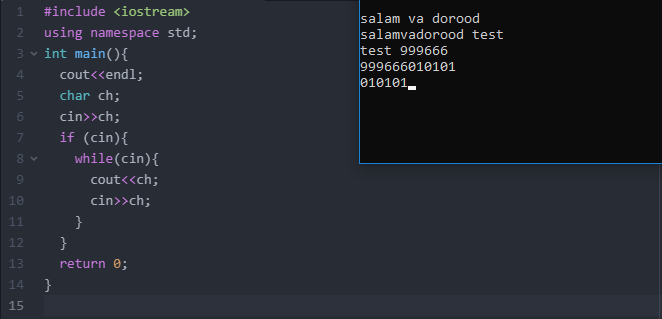 1 #include <iostream>
2 using namespace std;
3 int main(){
4 cout<<endl;
5 char ch;
6 cin>>ch;
7 if (cin){
8 while(cin){
9 cout<<ch;
10 cin>>ch;
11 }
12 }
13 return 0;
14 }
15
salam va dorood
salamvadorood test
test 999666
999666010101
010101